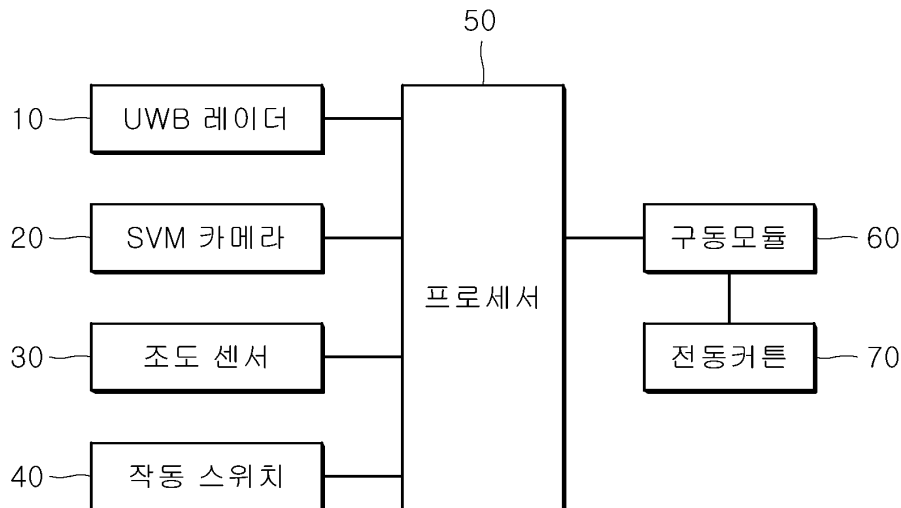 50
10 UWB 레이더
20 SVM 카메라
구동모듈 60
프로세서
30 조도 센서
전동커튼 70
40 작동 스위치